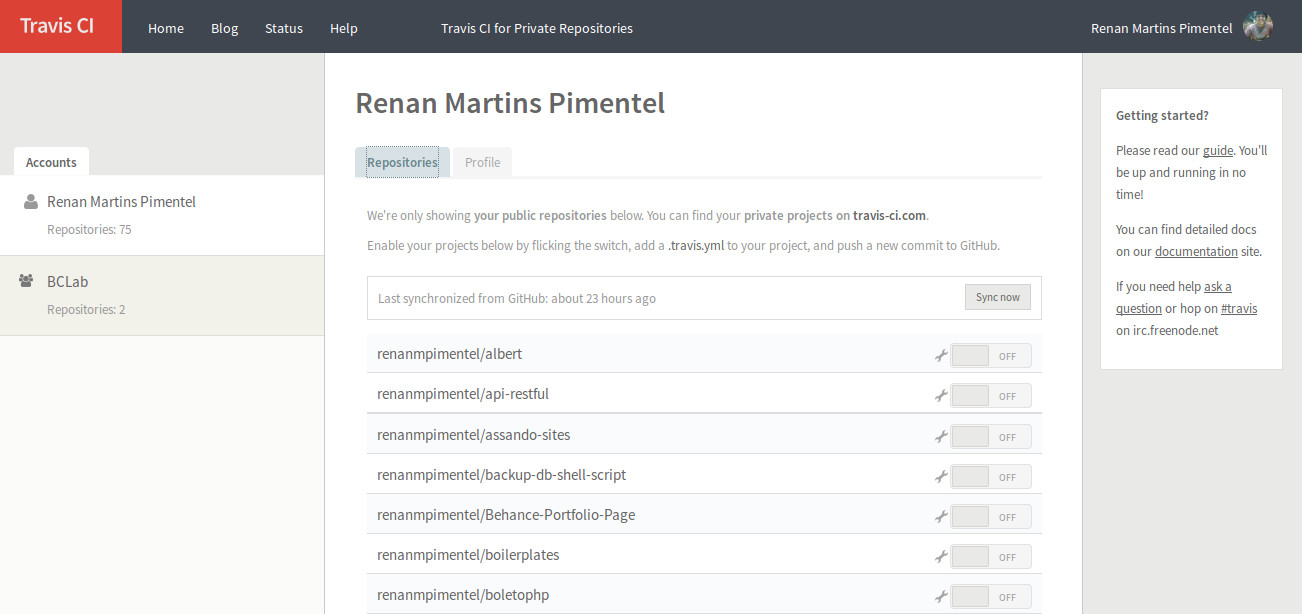 Travis CI
Home Blog Status Help Travis CI for Private Repositories Renan Martins Pimentel
Accounts
Renan Martins Pimentel
Repositories: 75
BCLab
Repositories: 2
Renan Martins Pimentel
Repositories Profile
We're only showing your public repositories below. You can find your private projects on travis-ci.com.
Enable your projects below by flicking the switch, add a .travis.yml to your project, and push a new commit to GitHub.
Last synchronized from GitHub: about 23 hours ago Sync now
renanmpimentel/albert OFF
renanmpimentel/api-restful OFF
renanmpimentel/assando-sites OFF
renanmpimentel/backup-db-shell-script OFF
renanmpimentel/Behance-Portfolio-Page OFF
renanmpimentel/boilerplates OFF
renanmpimentel/boletophp OFF
Getting started?
Please read our guide. You'll
be up and running in no
time!
You can find detailed docs
on our documentation site.
If you need help ask a
question or hop on #travis
on irc.freenode.net